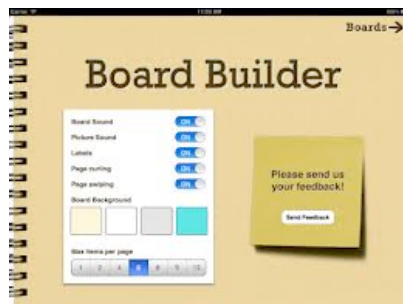 Boards
Board Builder
Board Sound ON
Picture Sound ON
Labels ON
Page curling ON
Page swiping ON
Board Background
Max items per page
1 2 4 6 8 9 12
Please send us
your feedback!
Send Feedback